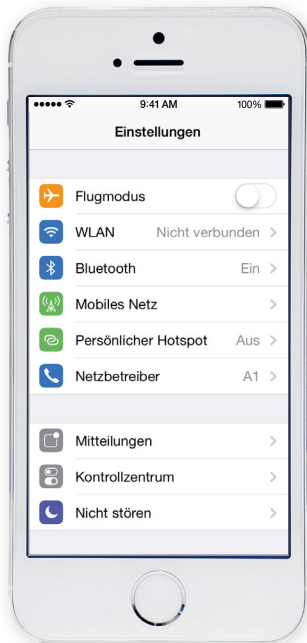 9:41 AM 100%
Einstellungen
Flugmodus
WLAN Nicht verbunden
Bluetooth Ein
Mobiles Netz
Persönlicher Hotspot Aus
Netzbetreiber A1
Mitteilungen
Kontrollzentrum
Nicht stören